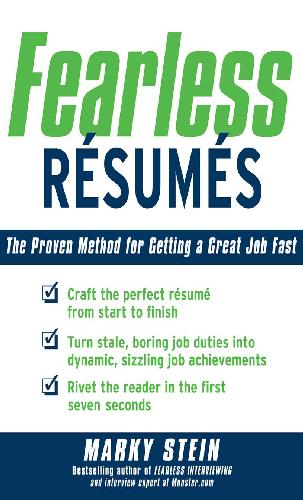 Fearless
RÉSUMÉS
The Proven Method for Getting a Great Job Fast
Craft the perfect résumé
from start to finish
Turn stale, boring job duties into
dynamic, sizzling job achievements
Rivet the reader in the first
seven seconds
MARKY STEIN
Bestselling author of FEARLESS INTERVIEWING
and interview expert at Monster.com